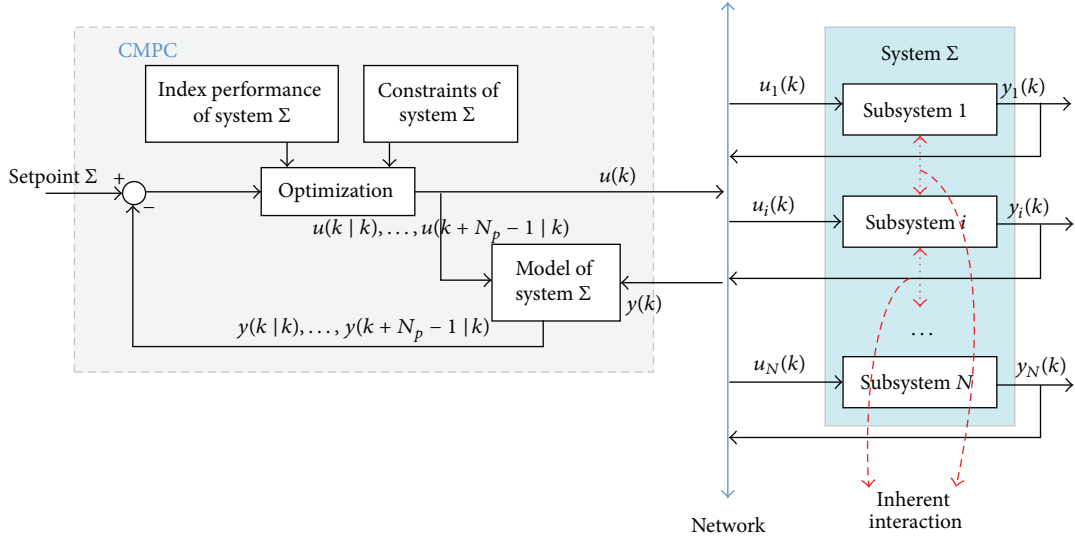 CMPC
Index performance
of system Σ
Constraints of
system Σ
Setpoint Σ
+
−
Optimization
u(k)
u(k | k), . . . , u(k + N_p − 1 | k)
Model of
system Σ
y(k)
y(k | k), . . . , y(k + N_p − 1 | k)
Network
System Σ
u_1(k)
Subsystem 1
y_1(k)
u_i(k)
Subsystem i
y_i(k)
...
u_N(k)
Subsystem N
y_N(k)
Inherent
interaction